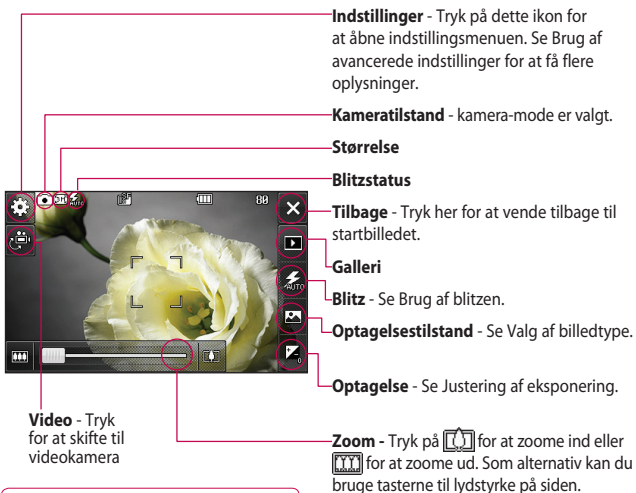 Indstillinger - Tryk på dette ikon for
at åbne indstillingsmenuen. Se Brug af
avancerede indstillinger for at få flere
oplysninger.
Kameratilstand - kamera-mode er valgt.
Størrelse
Blitzstatus
80
Tilbage - Tryk her for at vende tilbage til
startbilledet.
Galleri
AUTO
Blitz - Se Brug af blitzen.
Optagelsestilstand - Se Valg af billedtype.
0
Optagelse - Se Justering af eksponering.
Video - Tryk
for at skifte til
videokamera
Zoom - Tryk på for at zoome ind eller
for at zoome ud. Som alternativ kan du
bruge tasterne til lydstyrke på siden.